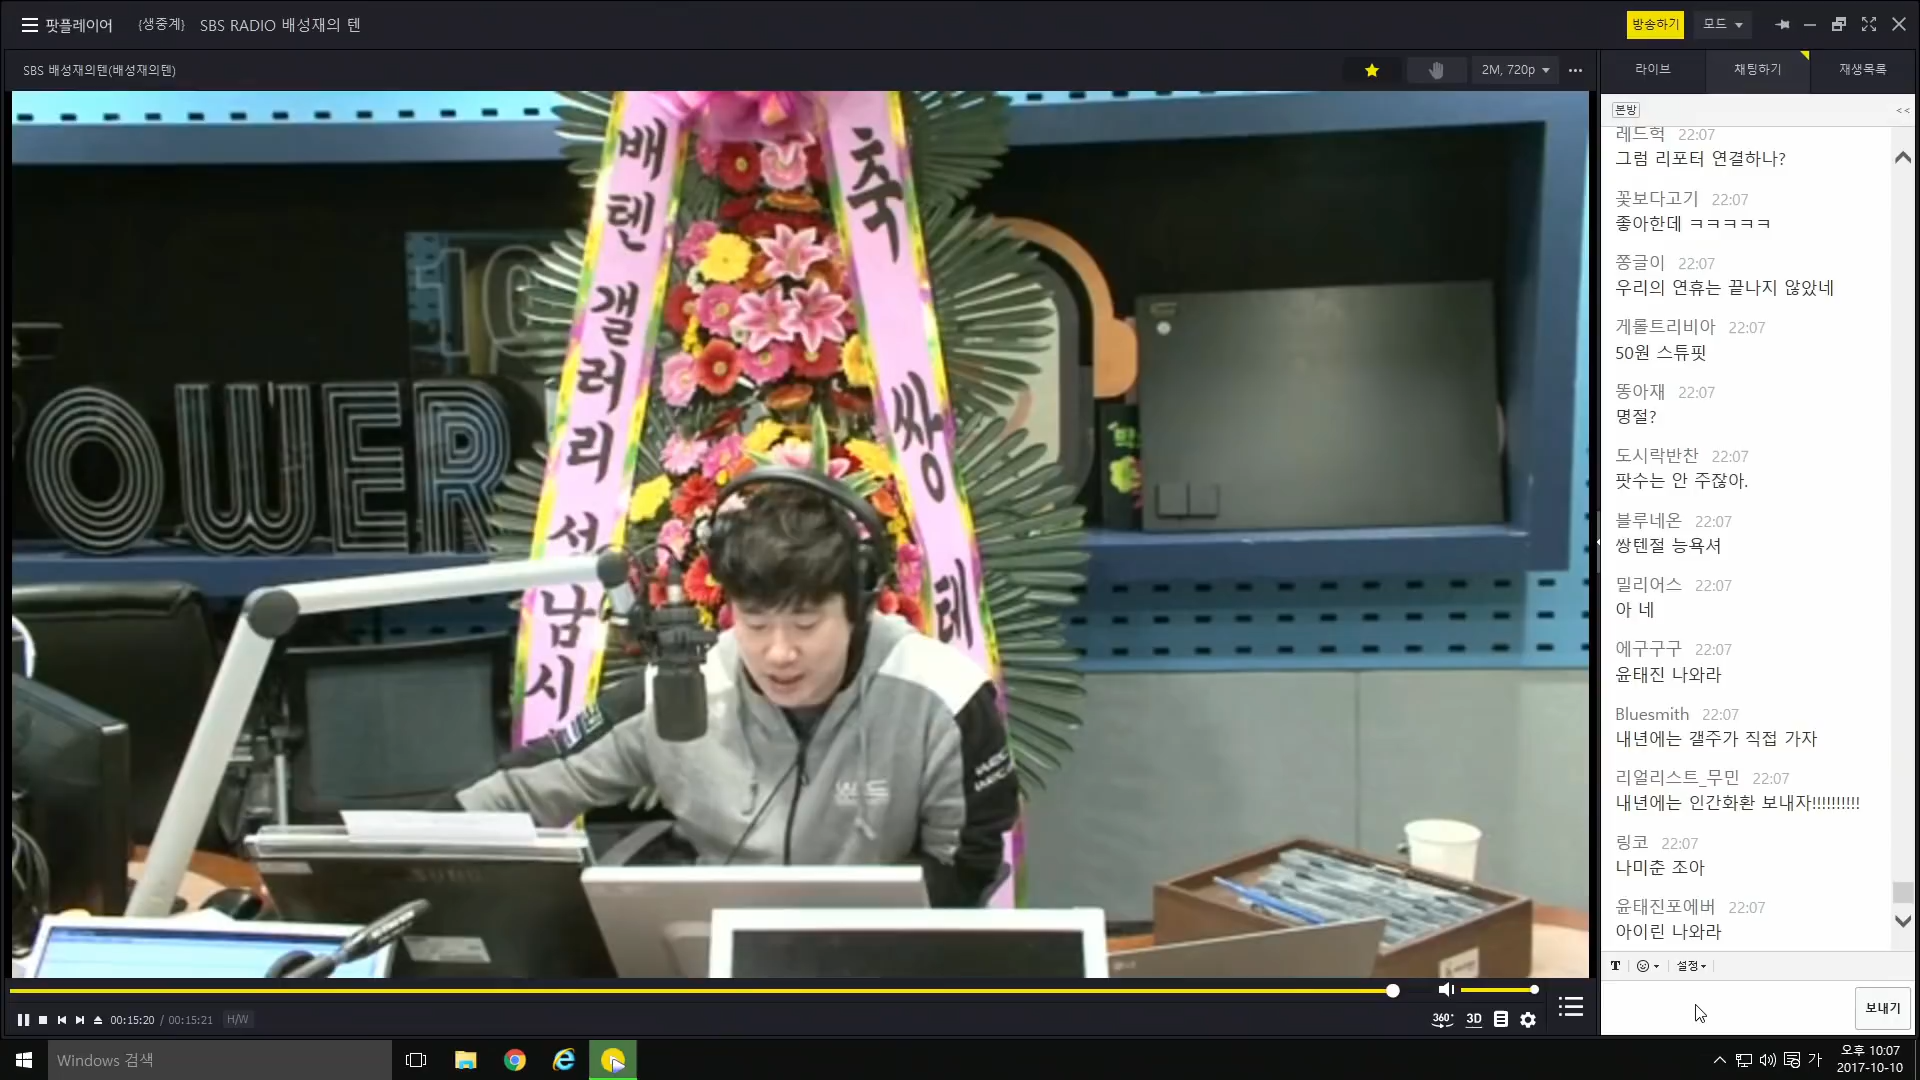 팟플레이어
{생중계}
SBS RADIO 배성재의 텐
방송하기
모드
SBS 배성재의텐(배성재의텐)
2M, 720p
라이브
채팅하기
재생목록
본방
<<
배텐 갤러리 선남시
축 쌍 테
10
OWER
레드혁 22:07
그럼 리포터 연결하나?
꽃보다고기 22:07
좋아한데 ㅋㅋㅋㅋㅋ
쫑글이 22:07
우리의 연휴는 끝나지 않았네
게롤트리비아 22:07
50원 스튜핏
똥아재 22:07
명절?
도시락반찬 22:07
팟수는 안 주잖아.
블루네온 22:07
쌍텐절 능욕셔
밀리어스 22:07
아 네
에구구구 22:07
윤태진 나와라
Bluesmith 22:07
내년에는 갤주가 직접 가자
리얼리스트_무민 22:07
내년에는 인간화환 보내자!!!!!!!!!!
링코 22:07
나미춘 조아
윤태진포에버 22:07
아이린 나와라
T
설정
보내기
00:15:20 / 00:15:21
H/W
360°
3D
Windows 검색
가
오후 10:07
2017-10-10